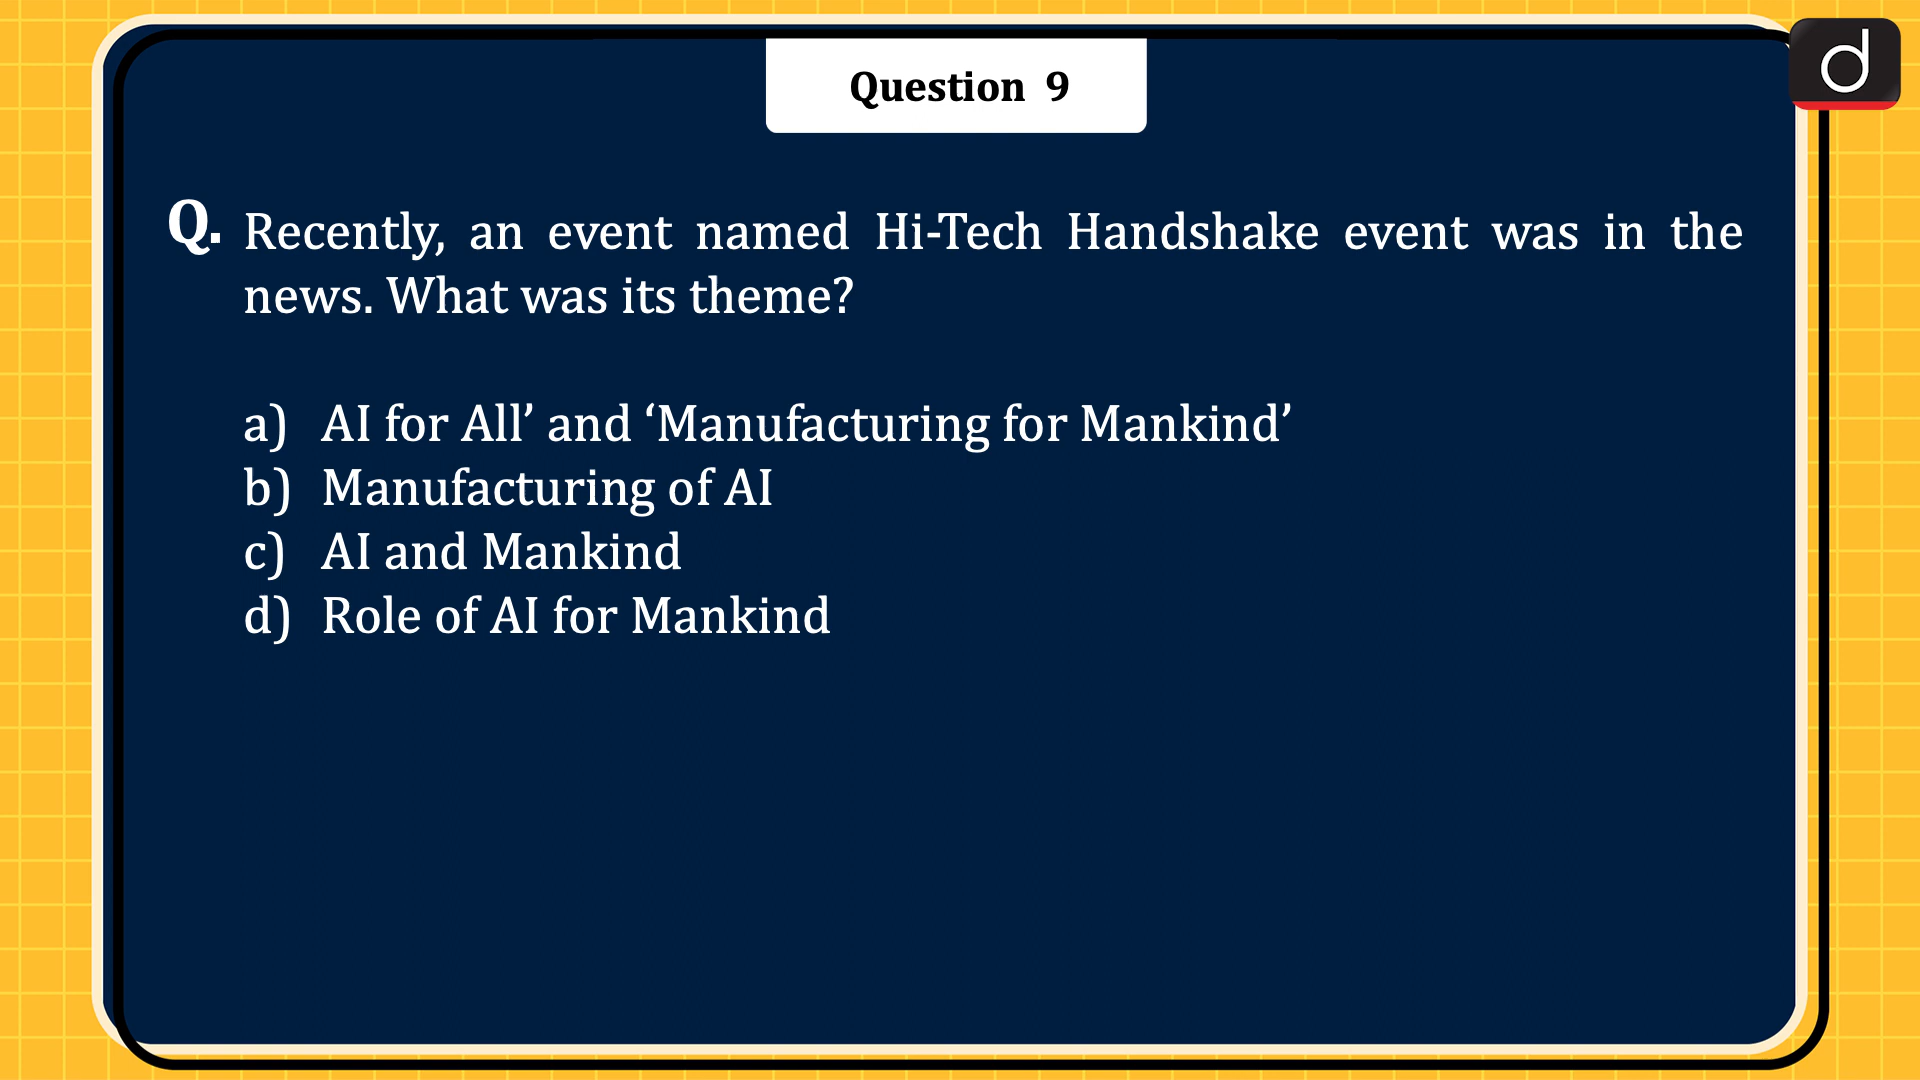 Question 9
Q. Recently, an event named Hi-Tech Handshake event was in the
news. What was its theme?
a) AI for All’ and ‘Manufacturing for Mankind’
b) Manufacturing of AI
c) AI and Mankind
d) Role of AI for Mankind
d